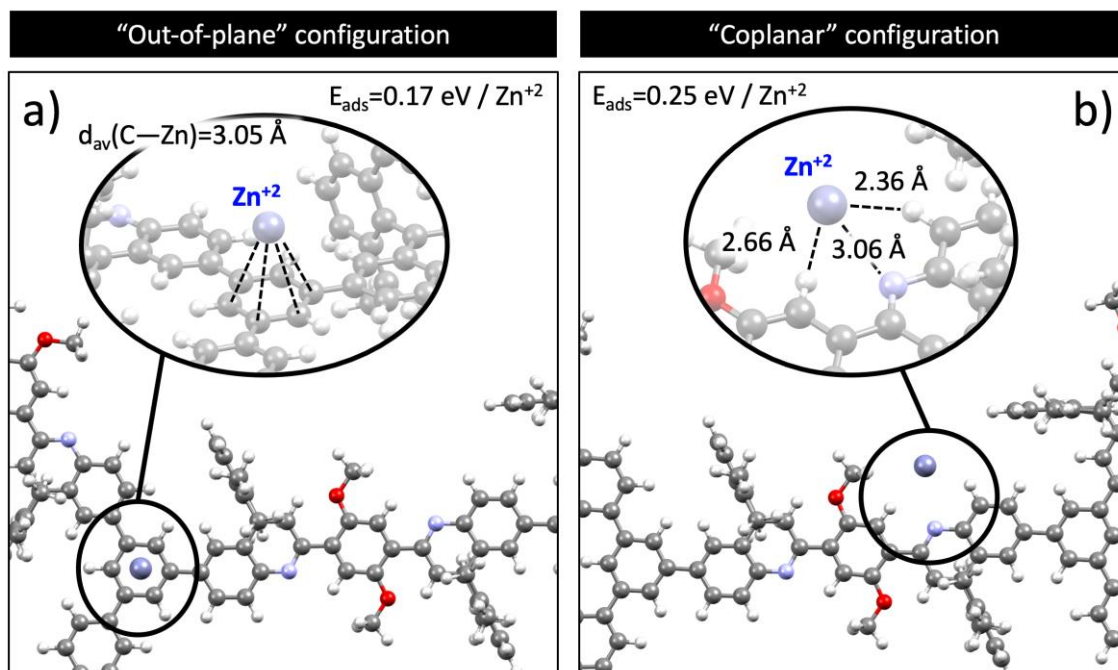 “Out-of-plane” configuration
“Coplanar” configuration
a)
E_ads=0.17 eV / Zn⁺²
d_av(C—Zn)=3.05 Å
Zn⁺²
E_ads=0.25 eV / Zn⁺²
b)
Zn⁺²
2.36 Å
2.66 Å
3.06 Å